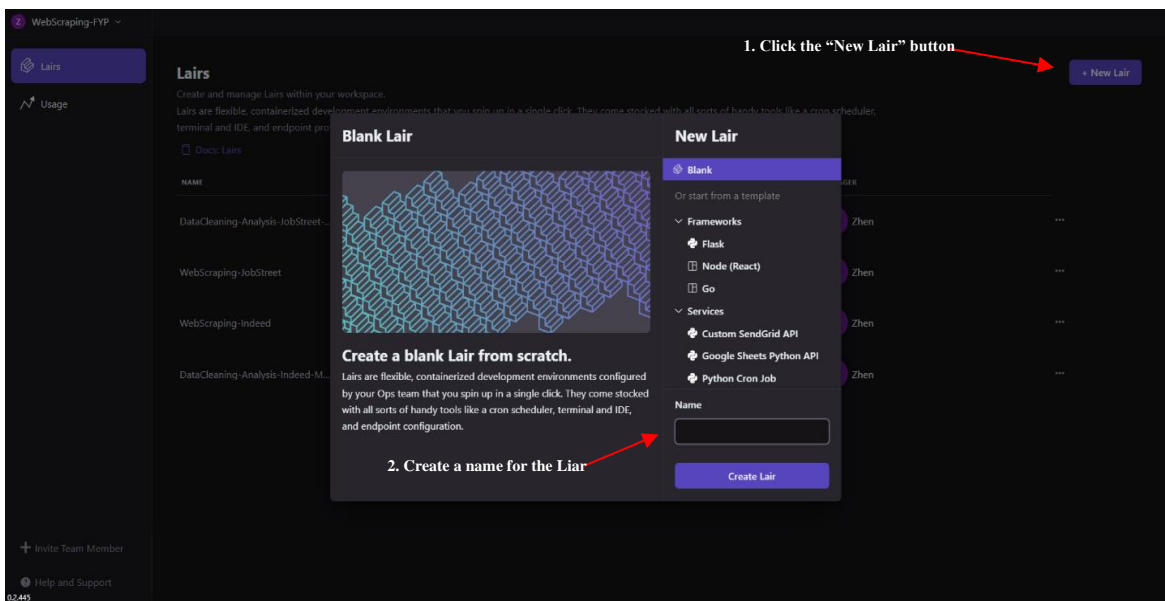 Z WebScraping-FYP
1. Click the “New Lair” button
Lairs
Usage
Lairs
+ New Lair
Create and manage Lairs within your workspace.
Lairs are flexible, containerized development environments that you spin up in a single click. They come stocked with all sorts of handy tools like a cron scheduler,
terminal and IDE, and endpoint
Docs: Lairs
NAME
DataCleaning-Analysis-JobStreet-...
Zhen
...
WebScraping-JobStreet
Zhen
...
WebScraping-Indeed
Zhen
...
DataCleaning-Analysis-Indeed-M...
Zhen
...
Blank Lair
Create a blank Lair from scratch.
Lairs are flexible, containerized development environments configured
by your Ops team that you spin up in a single click. They come stocked
with all sorts of handy tools like a cron scheduler, terminal and IDE,
and endpoint configuration.
2. Create a name for the Liar
New Lair
Blank
Or start from a template
Frameworks
Flask
Node (React)
Go
Services
Custom SendGrid API
Google Sheets Python API
Python Cron Job
Name
Create Lair
Invite Team Member
Help and Support
0.2.445